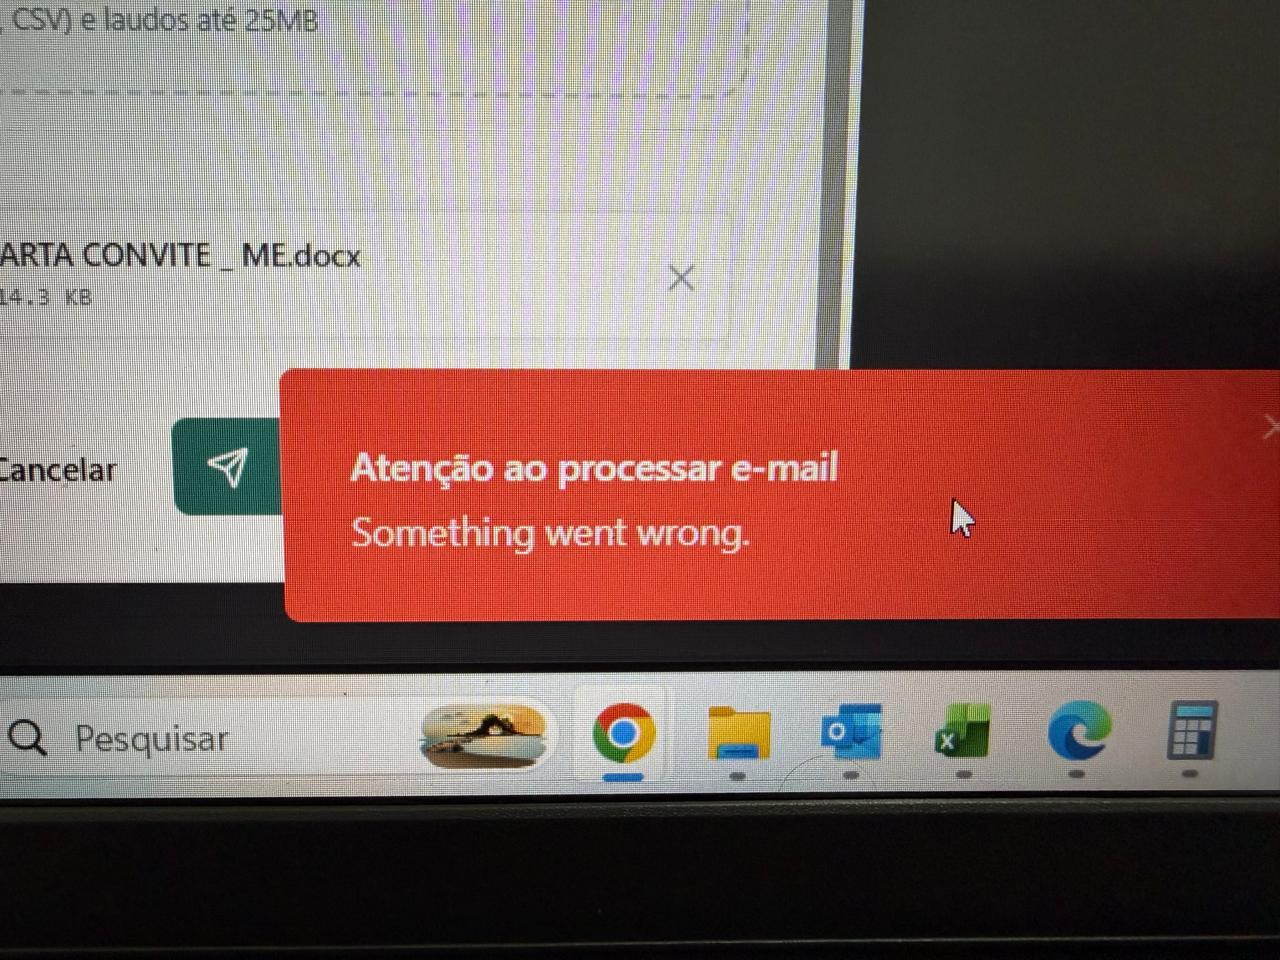 CSV) e laudos até 25MB
ARTA CONVITE _ ME.docx
14.3 KB
Cancelar
Atenção ao processar e-mail
Something went wrong.
Pesquisar